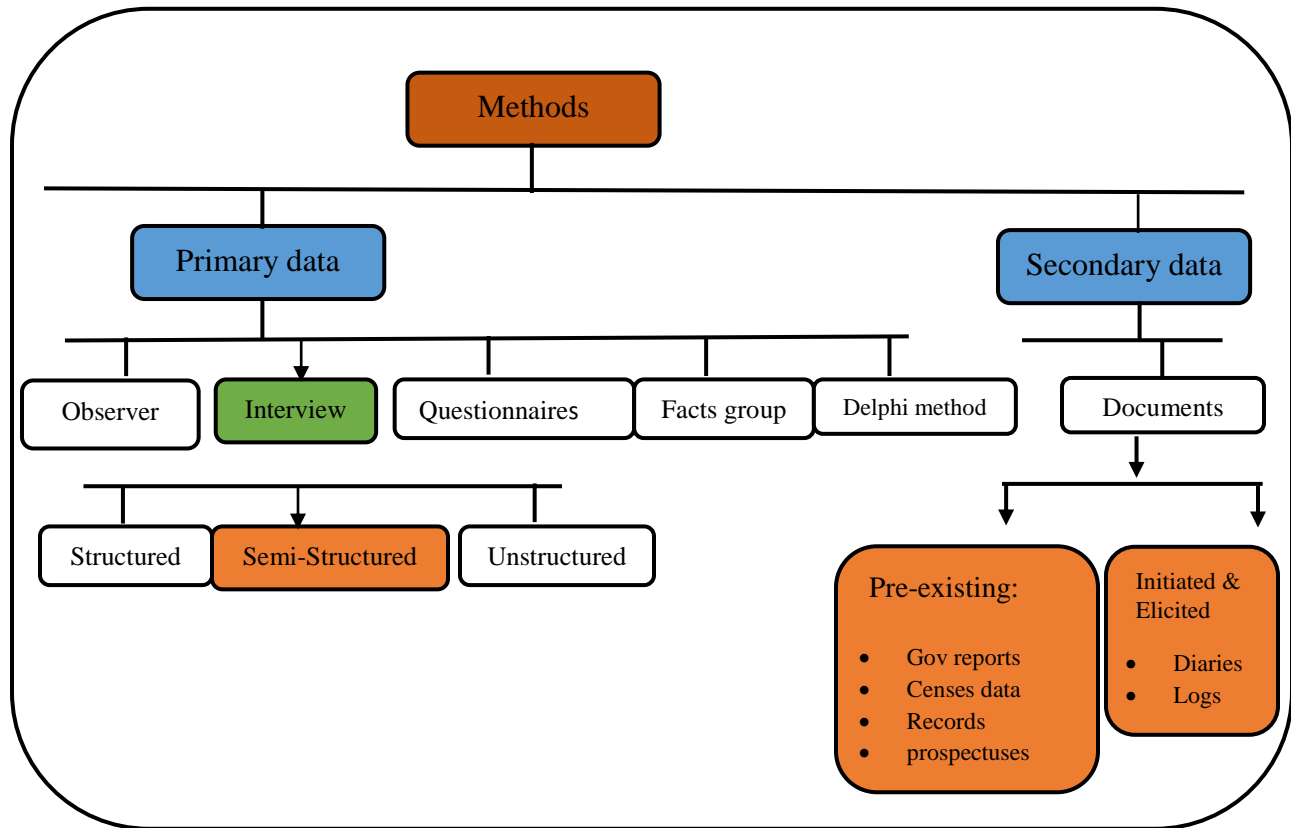 Methods
Primary data
Secondary data
Observer
Interview
Questionnaires
Facts group
Delphi method
Documents
Structured
Semi-Structured
Unstructured
Pre-existing:
• Gov reports
• Censes data
• Records
• prospectuses
Initiated &
Elicited
• Diaries
• Logs